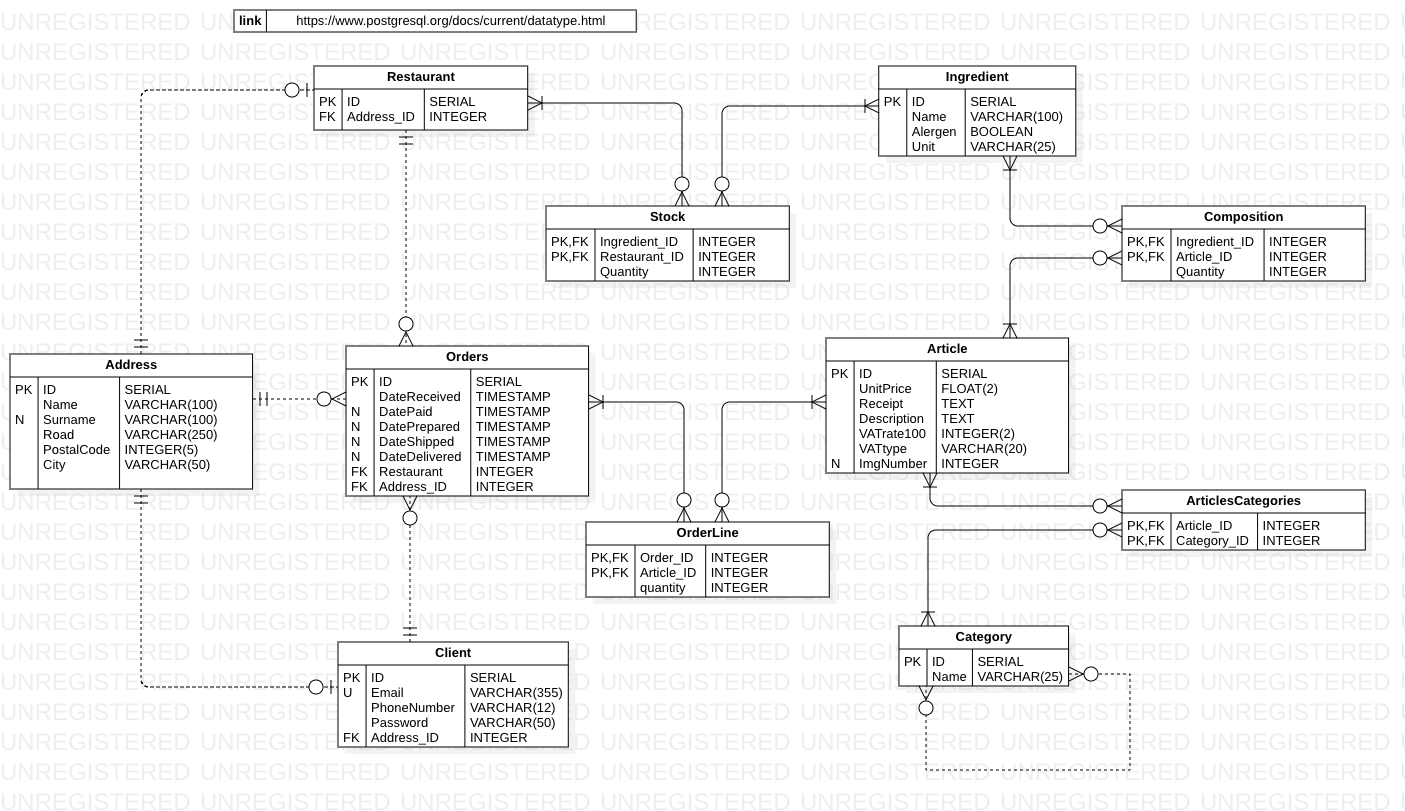 link https://www.postgresql.org/docs/current/datatype.html
Restaurant
PK ID SERIAL
FK Address_ID INTEGER
Ingredient
PK ID SERIAL
Name VARCHAR(100)
Alergen BOOLEAN
Unit VARCHAR(25)
Stock
PK,FK Ingredient_ID INTEGER
PK,FK Restaurant_ID INTEGER
Quantity INTEGER
Composition
PK,FK Ingredient_ID INTEGER
PK,FK Article_ID INTEGER
Quantity INTEGER
Address
PK ID SERIAL
Name VARCHAR(100)
N Surname VARCHAR(100)
Road VARCHAR(250)
PostalCode INTEGER(5)
City VARCHAR(50)
Orders
PK ID SERIAL
DateReceived TIMESTAMP
N DatePaid TIMESTAMP
N DatePrepared TIMESTAMP
N DateShipped TIMESTAMP
N DateDelivered TIMESTAMP
FK Restaurant INTEGER
FK Address_ID INTEGER
Article
PK ID SERIAL
UnitPrice FLOAT(2)
Receipt TEXT
Description TEXT
VATrate100 INTEGER(2)
VATtype VARCHAR(20)
N ImgNumber INTEGER
ArticlesCategories
PK,FK Article_ID INTEGER
PK,FK Category_ID INTEGER
OrderLine
PK,FK Order_ID INTEGER
PK,FK Article_ID INTEGER
quantity INTEGER
Client
PK ID SERIAL
U Email VARCHAR(355)
PhoneNumber VARCHAR(12)
Password VARCHAR(50)
FK Address_ID INTEGER
Category
PK ID SERIAL
Name VARCHAR(25)
UNREGISTERED